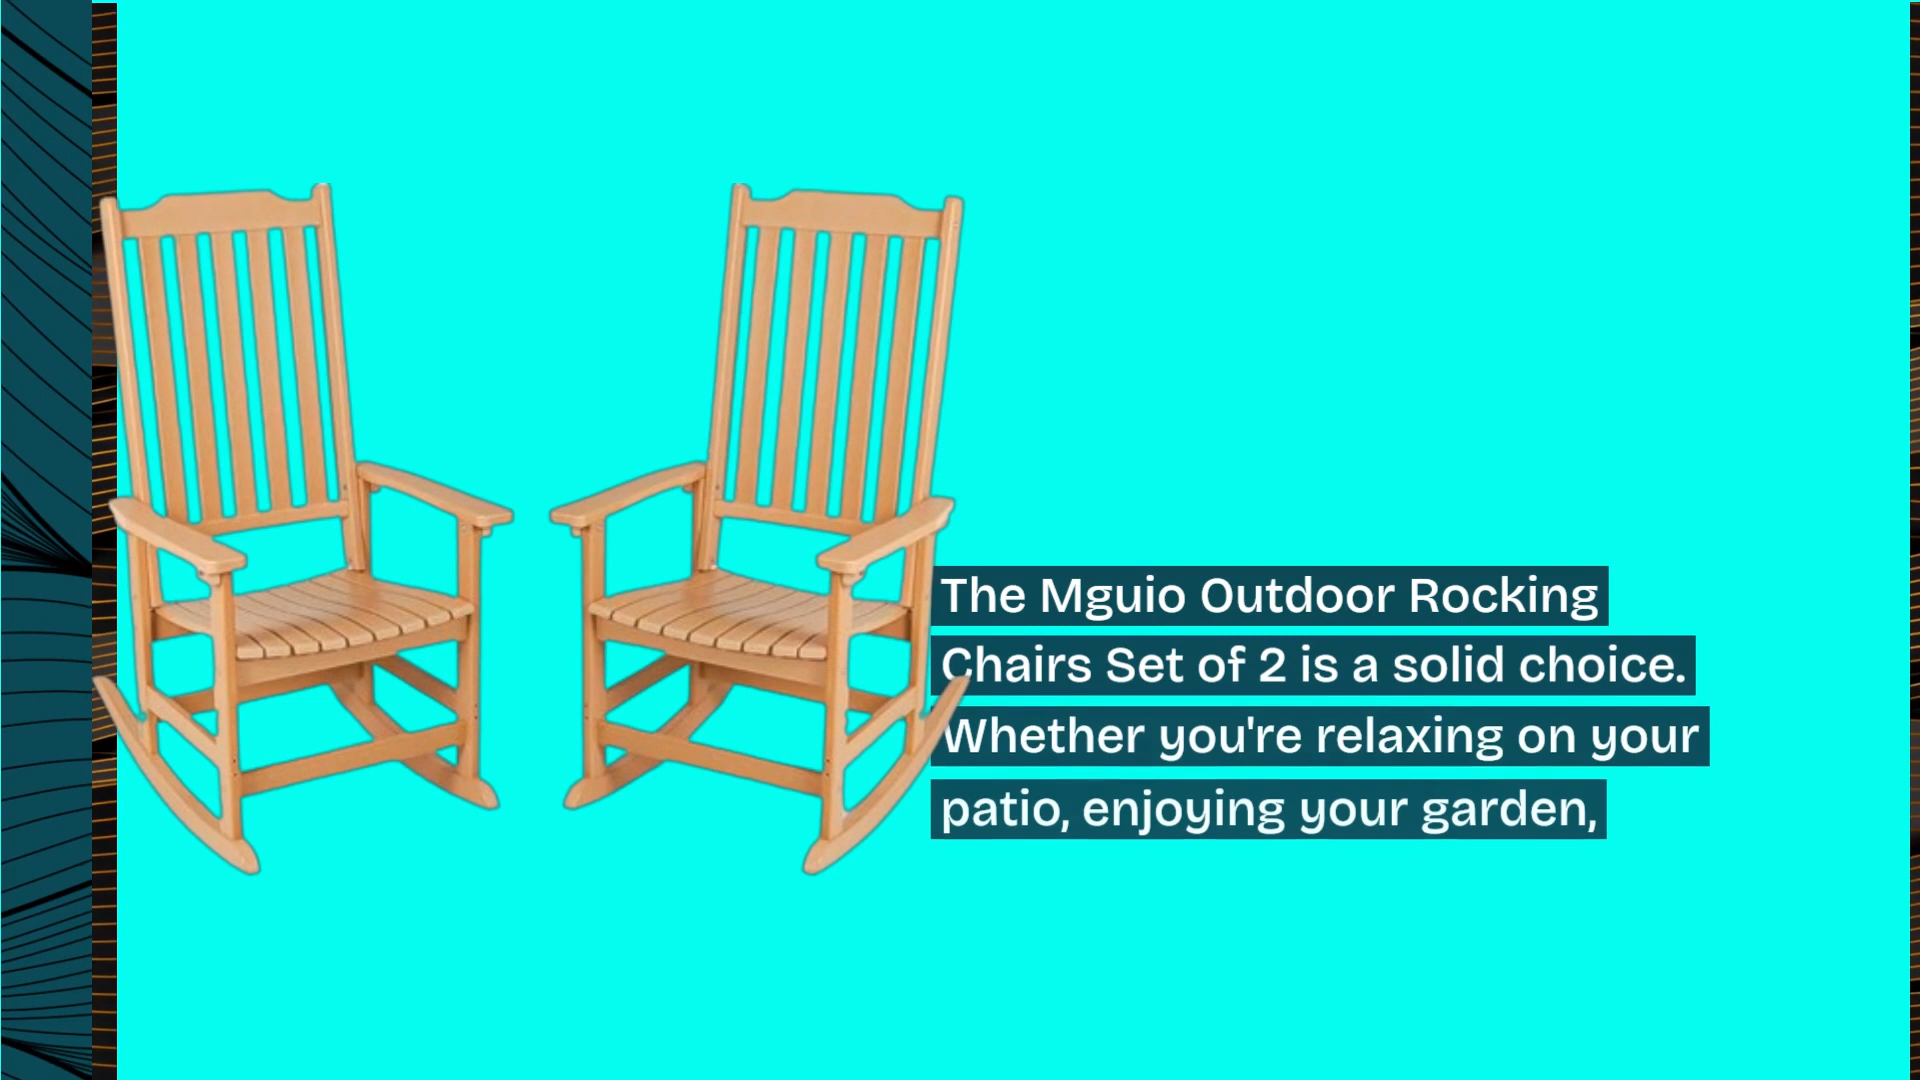 The Mguio Outdoor Rocking
Chairs Set of 2 is a solid choice.
Whether you're relaxing on your
patio, enjoying your garden,